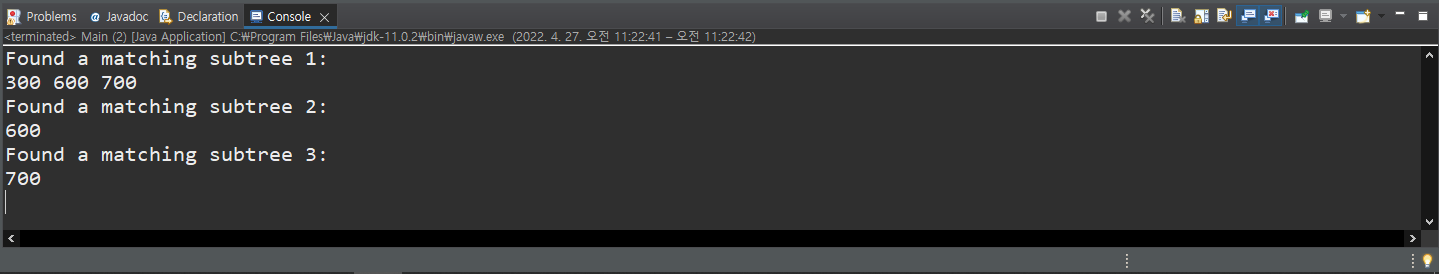 Problems @ Javadoc Declaration Console
<terminated> Main (2) [Java Application] C:₩Program Files₩Java₩jdk-11.0.2₩bin₩javaw.exe (2022. 4. 27. 오전 11:22:41 – 오전 11:22:42)
Found a matching subtree 1:
300 600 700
Found a matching subtree 2:
600
Found a matching subtree 3:
700